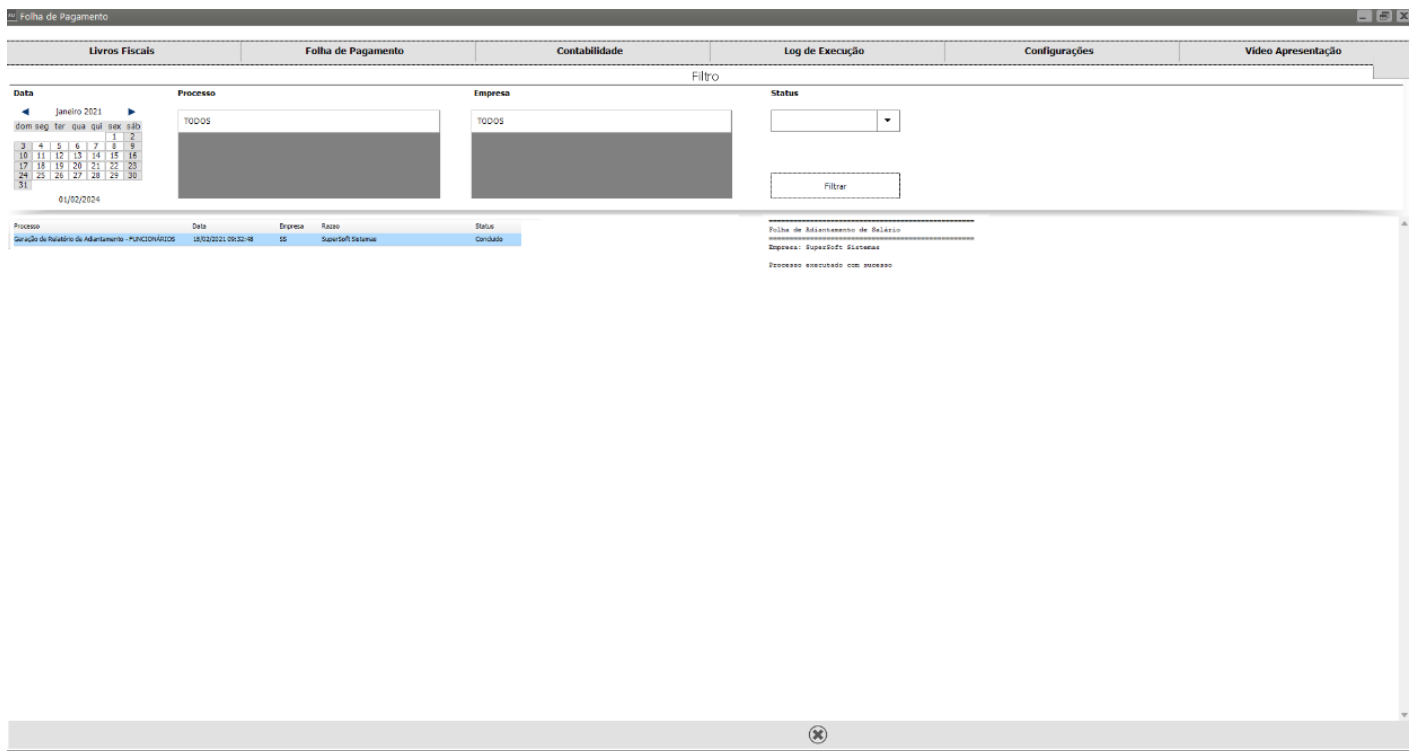 Folha de Pagamento
Livros Fiscais Folha de Pagamento Contabilidade Log de Execução Configurações Vídeo Apresentação
Filtro
Data Processo Empresa Status
Janeiro 2021
TODOS TODOS
dom seg ter qua qui sex sáb
1 2
3 4 5 6 7 8 9
10 11 12 13 14 15 16
17 18 19 20 21 22 23
24 25 26 27 28 29 30
31
Filtrar
01/02/2024
Processo Data Empresa Razao Status
Geração de Relatório de Adiantamento - FUNCIONÁRIOS 18/02/2021 09:32:48 SS SuperSoft Sistemas Concluido
==============================================
Folha de Adiantamento de Salário
==============================================
Empresa: SuperSoft Sistemas
Processo executado com sucesso